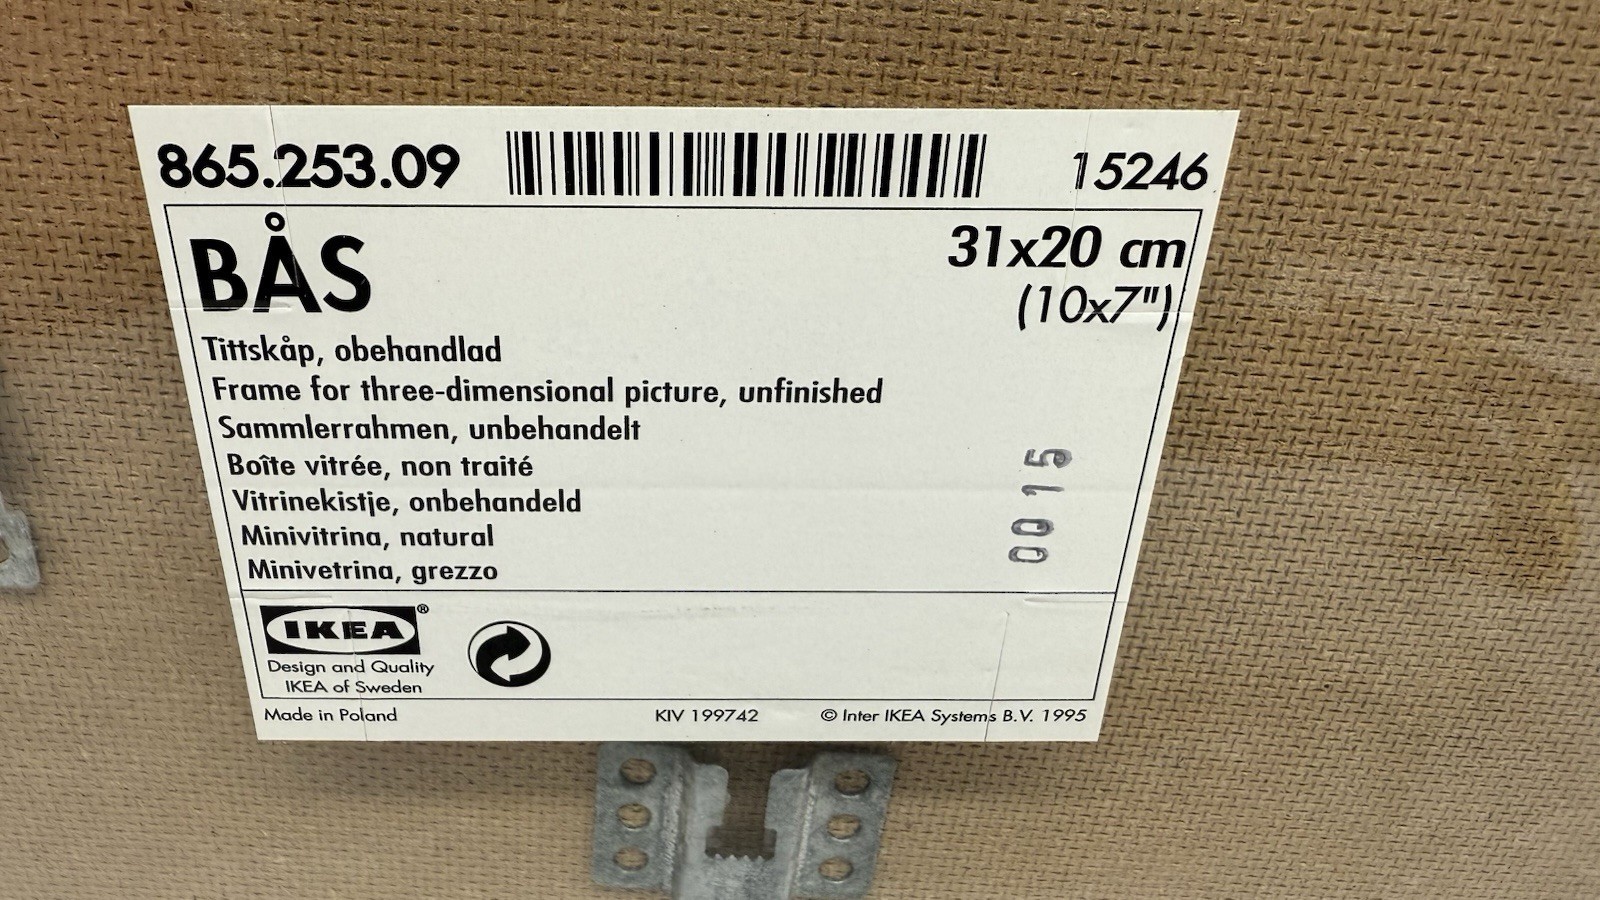 865.253.09 15246
BÅS 31x20 cm
(10x7")
Tittskåp, obehandlad
Frame for three-dimensional picture, unfinished
Sammlerrahmen, unbehandelt
Boîte vitrée, non traité
Vitrinekistje, onbehandeld
Minivitrina, natural
Minivetrina, grezzo
0015
IKEA®
Design and Quality
IKEA of Sweden
Made in Poland KIV 199742 © Inter IKEA Systems B.V. 1995